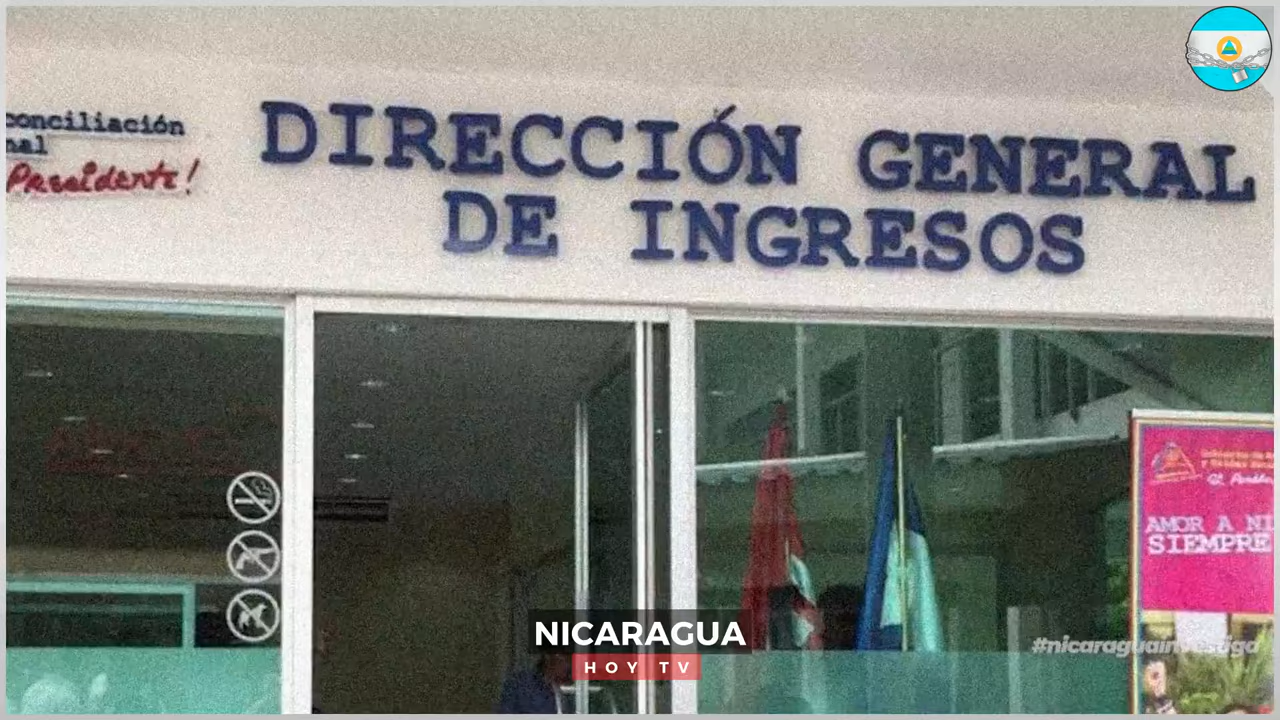 conciliación
nal
Presidente!
DIRECCIÓN GENERAL
DE INGRESOS
AMOR A NI
SIEMPRE
NICARAGUA
HOY TV
#nicaraguainvestiga